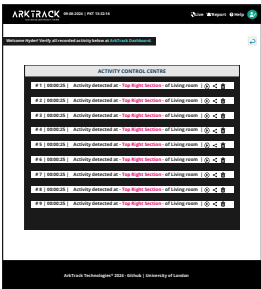 ARKTRACK 09-08-2024 | PKT 15:32:16 Live Report Help
Welcome Hyder! Verify all recorded activity below at ArkTrack Dashboard.
ACTIVITY CONTROL CENTRE
# 1 | 00:00:25 | Activity detected at - Top Right Section - of Living room |
# 2 | 00:00:25 | Activity detected at - Top Right Section - of Living room |
# 3 | 00:00:25 | Activity detected at - Top Right Section - of Living room |
# 4 | 00:00:25 | Activity detected at - Top Right Section - of Living room |
# 5 | 00:00:25 | Activity detected at - Top Right Section - of Living room |
# 6 | 00:00:25 | Activity detected at - Top Right Section - of Living room |
# 7 | 00:00:25 | Activity detected at - Top Right Section - of Living room |
# 8 | 00:00:25 | Activity detected at - Top Right Section - of Living room |
# 9 | 00:00:25 | Activity detected at - Top Right Section - of Living room |
ArkTrack Technologies® 2024 - Github | University of London